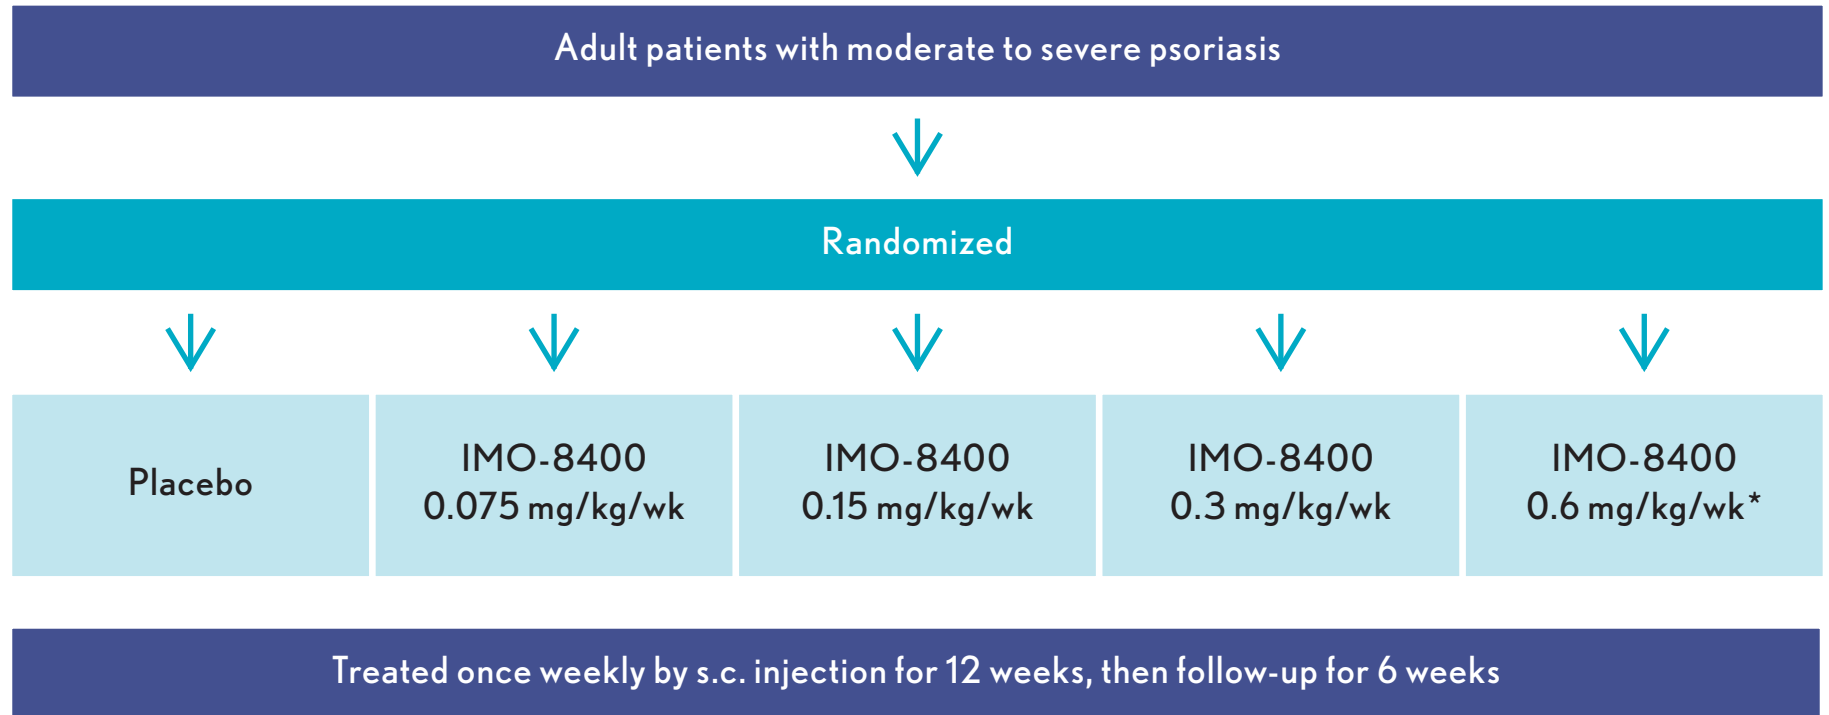 Adult patients with moderate to severe psoriasis
Randomized
Placebo
IMO-8400
0.075 mg/kg/wk
IMO-8400
0.15 mg/kg/wk
IMO-8400
0.3 mg/kg/wk
IMO-8400
0.6 mg/kg/wk*
Treated once weekly by s.c. injection for 12 weeks, then follow-up for 6 weeks